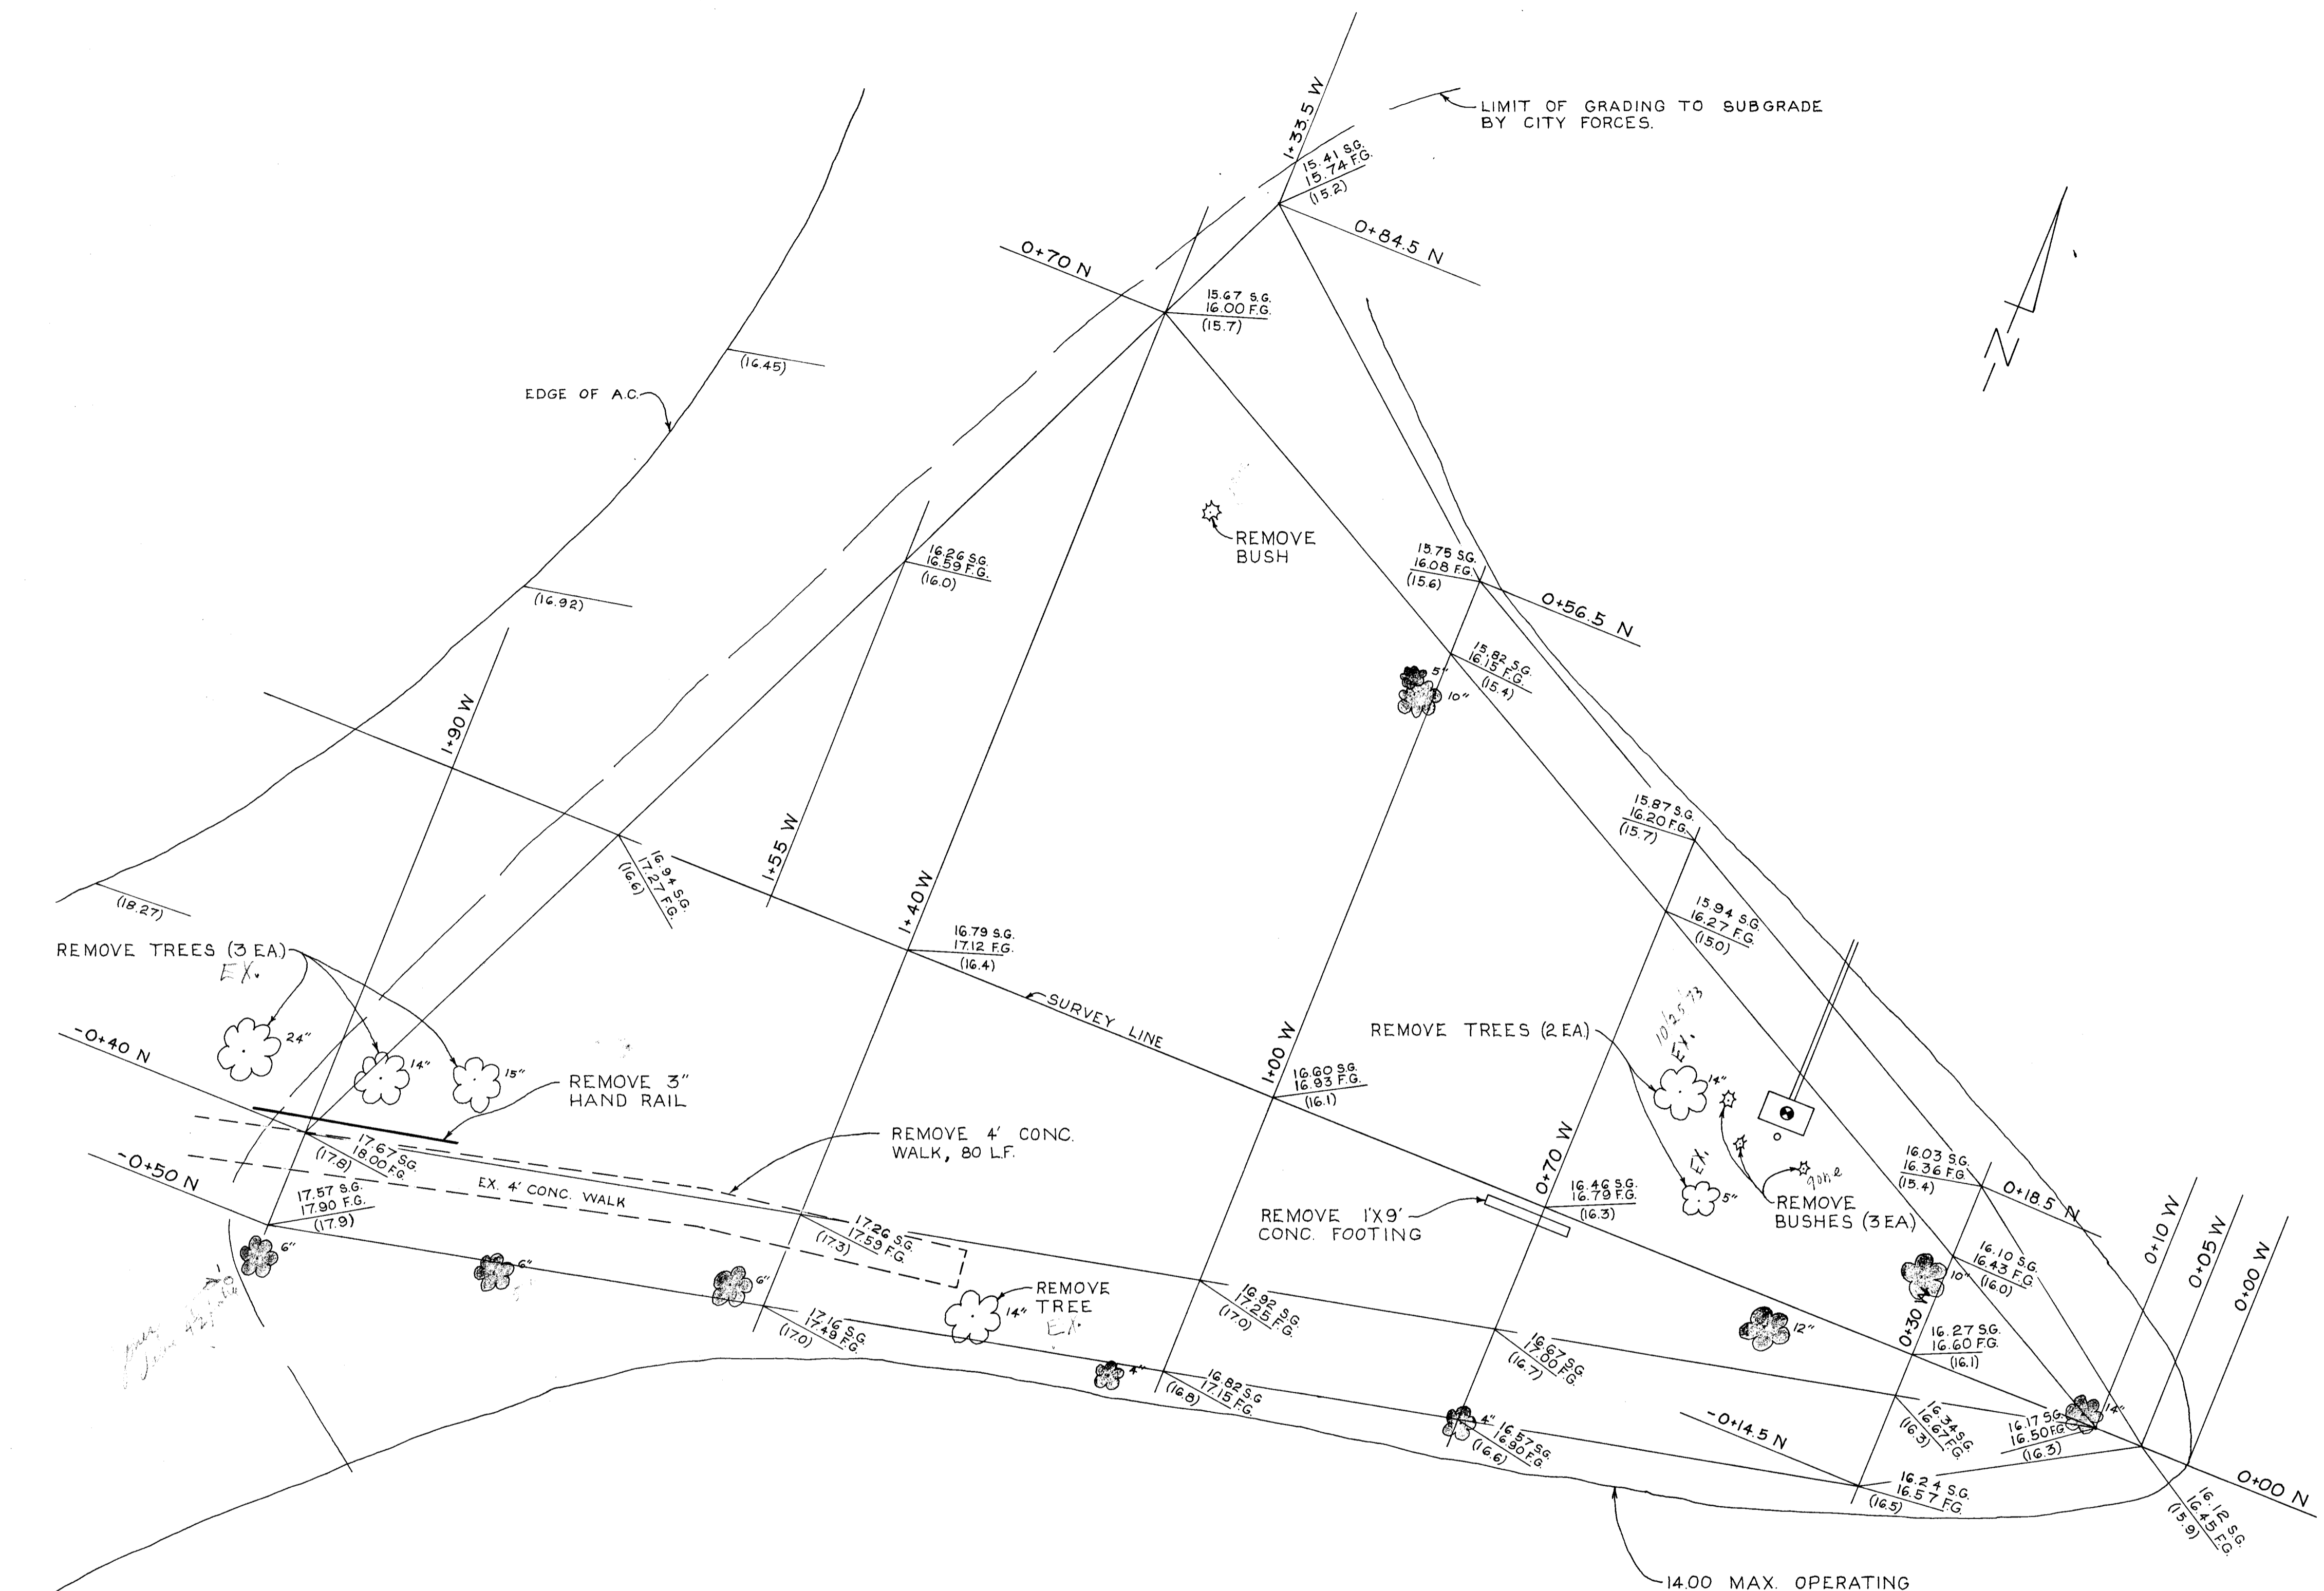 1+33.5 W
LIMIT OF GRADING TO SUBGRADE
BY CITY FORCES.
15.41 S.G.
15.74 F.G.
(15.2)
0+84.5 N
0+70 N
15.67 S.G.
16.00 F.G.
(15.7)
N
(16.45)
EDGE OF A.C.
REMOVE
BUSH
16.26 S.G.
16.59 F.G.
(16.0)
(16.92)
15.75 S.G.
16.08 F.G.
(15.6)
0+56.5 N
15.82 S.G.
16.15 F.G.
(15.4)
5"
10"
1+90 W
15.87 S.G.
16.20 F.G.
(15.7)
1+55 W
16.94 S.G.
17.27 F.G.
(16.6)
1+40 W
(18.27)
15.94 S.G.
16.27 F.G.
(15.0)
16.79 S.G.
17.12 F.G.
(16.4)
REMOVE TREES (3 EA.)
EX.
SURVEY LINE
24"
14"
15"
-0+40 N
REMOVE 3"
HAND RAIL
1+00 W
16.60 S.G.
16.93 F.G.
(16.1)
REMOVE TREES (2 EA.)
10/25/73
EX.
14"
EX.
5"
gone
REMOVE
BUSHES (3 EA)
REMOVE 4' CONC.
WALK, 80 L.F.
17.67 S.G.
18.00 F.G.
(17.8)
-0+50 N
17.57 S.G.
17.90 F.G.
(17.9)
EX. 4' CONC. WALK
0+70 W
16.46 S.G.
16.79 F.G.
(16.3)
REMOVE 1'X9'
CONC. FOOTING
16.03 S.G.
16.36 F.G.
(15.4)
0+18.5 N
0+10 W
0+05 W
0+00 W
17.26 S.G.
17.59 F.G.
(17.3)
6"
6"
6"
REMOVE
TREE
14"
EX.
16.92 S.G.
17.25 F.G.
(17.0)
16.10 S.G.
16.43 F.G.
(16.0)
10"
0+30 W
12"
17.16 S.G.
17.49 F.G.
(17.0)
16.67 S.G.
17.00 F.G.
(16.7)
16.27 S.G.
16.60 F.G.
(16.1)
4"
16.82 S.G.
17.15 F.G.
(16.8)
4"
16.57 S.G.
16.90 F.G.
(16.6)
-0+14.5 N
16.34 S.G.
16.67 F.G.
(16.3)
16.17 S.G.
16.50 F.G.
(16.3)
14"
16.24 S.G.
16.57 F.G.
(16.5)
0+00 N
16.12 S.G.
16.45 F.G.
(15.9)
14.00 MAX. OPERATING